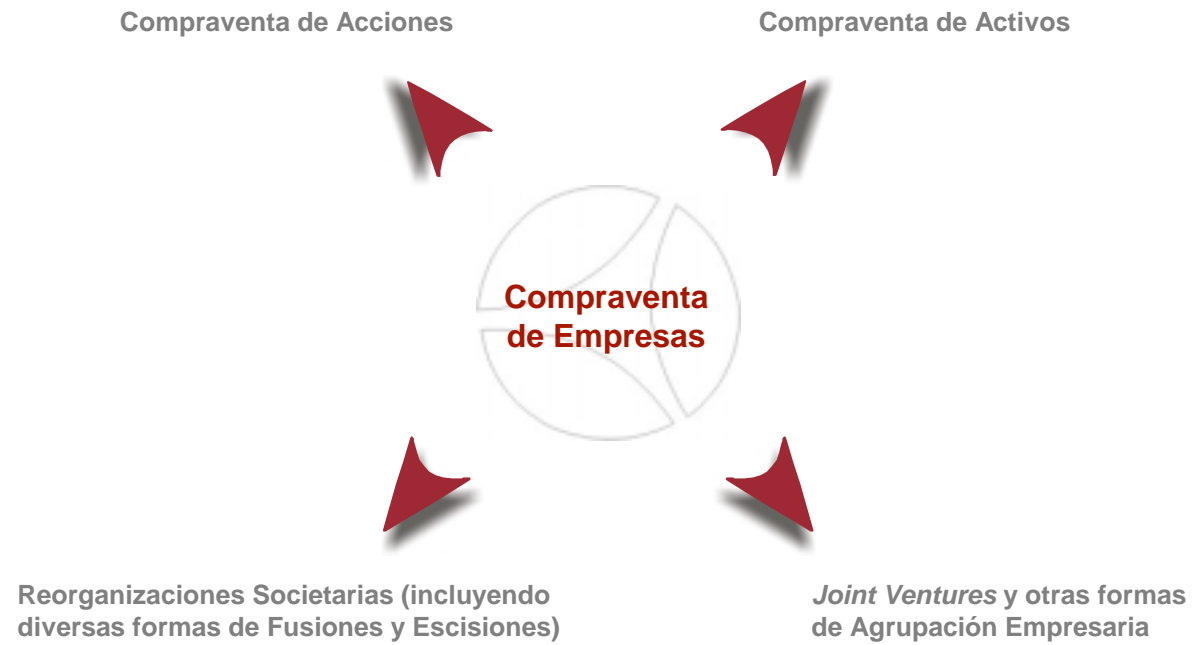 Compraventa de Acciones
Compraventa de Activos
Compraventa
de Empresas
Reorganizaciones Societarias (incluyendo
diversas formas de Fusiones y Escisiones)
Joint Ventures y otras formas
de Agrupación Empresaria